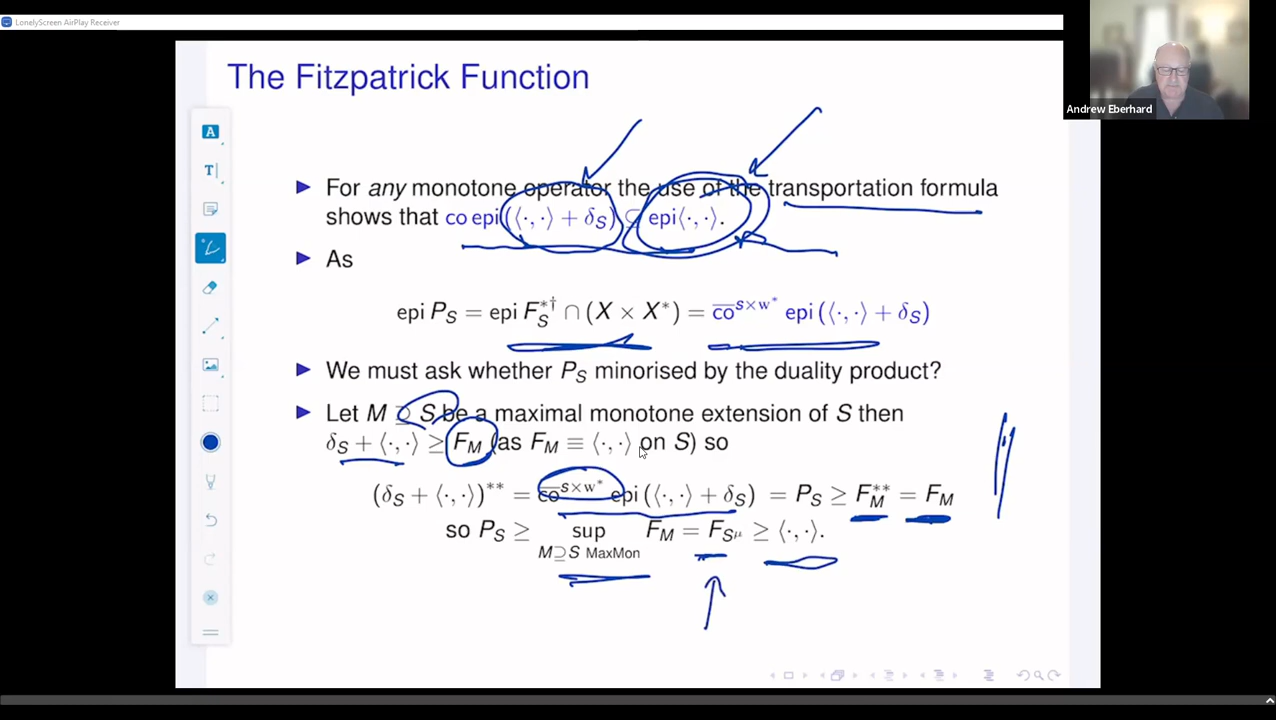 LonelyScreen AirPlay Receiver
Andrew Eberhard
The Fitzpatrick Function
For any monotone operator the use of the transportation formula
shows that co epi(⟨·,·⟩ + δ_S) ⊆ epi⟨·,·⟩.
As
epi P_S = epi F_S^{*†} ∩ (X × X^*) = \overline{co}^{s×w^*} epi (⟨·,·⟩ + δ_S)
We must ask whether P_S minorised by the duality product?
Let M ⊇ S be a maximal monotone extension of S then
δ_S + ⟨·,·⟩ ≥ F_M (as F_M ≡ ⟨·,·⟩ on S) so
(δ_S + ⟨·,·⟩)^{**} = \overline{co}^{s×w^*} epi (⟨·,·⟩ + δ_S) = P_S ≥ F_M^{**} = F_M
so P_S ≥ sup_{M⊇S MaxMon} F_M = F_{S^μ} ≥ ⟨·,·⟩.
A
T